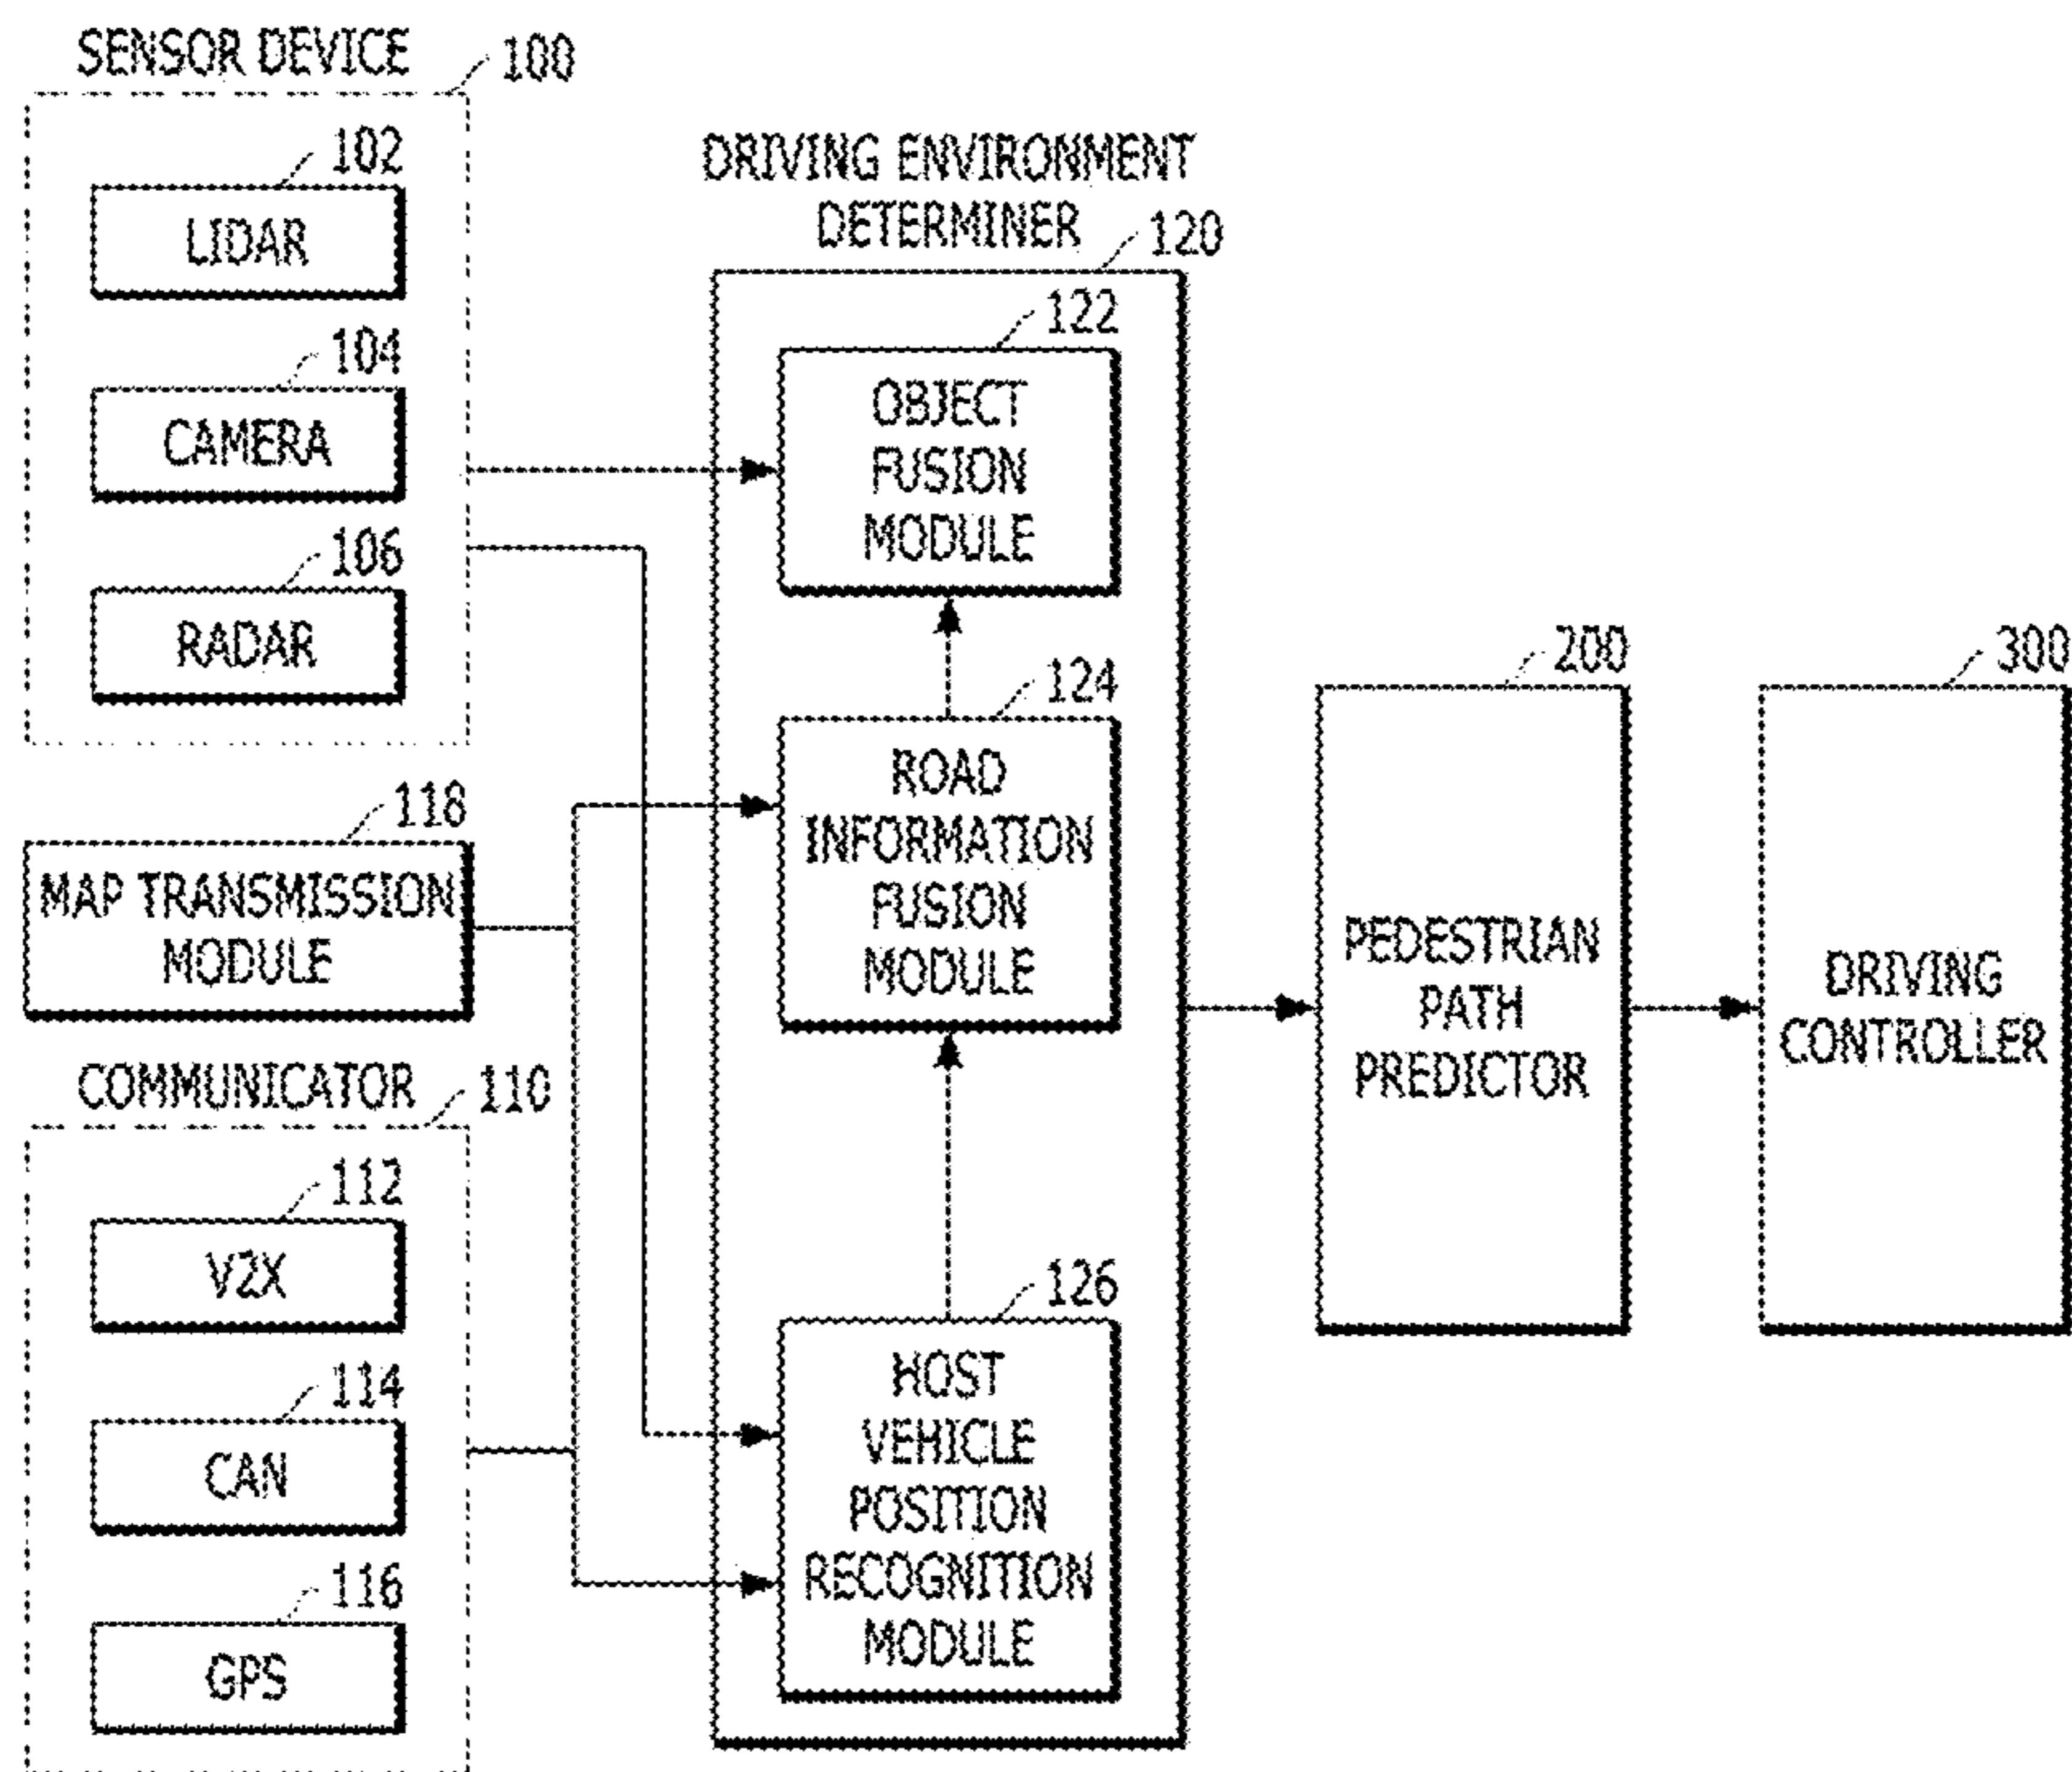 SENSOR DEVICE
100
102
LIDAR
104
CAMERA
106
RADAR
118
MAP TRANSMISSION
MODULE
COMMUNICATOR
110
112
V2X
114
CAN
116
GPS
DRIVING ENVIRONMENT
DETERMINER
120
122
OBJECT
FUSION
MODULE
124
ROAD
INFORMATION
FUSION
MODULE
126
HOST
VEHICLE
POSITION
RECOGNITION
MODULE
200
PEDESTRIAN
PATH
PREDICTOR
300
DRIVING
CONTROLLER